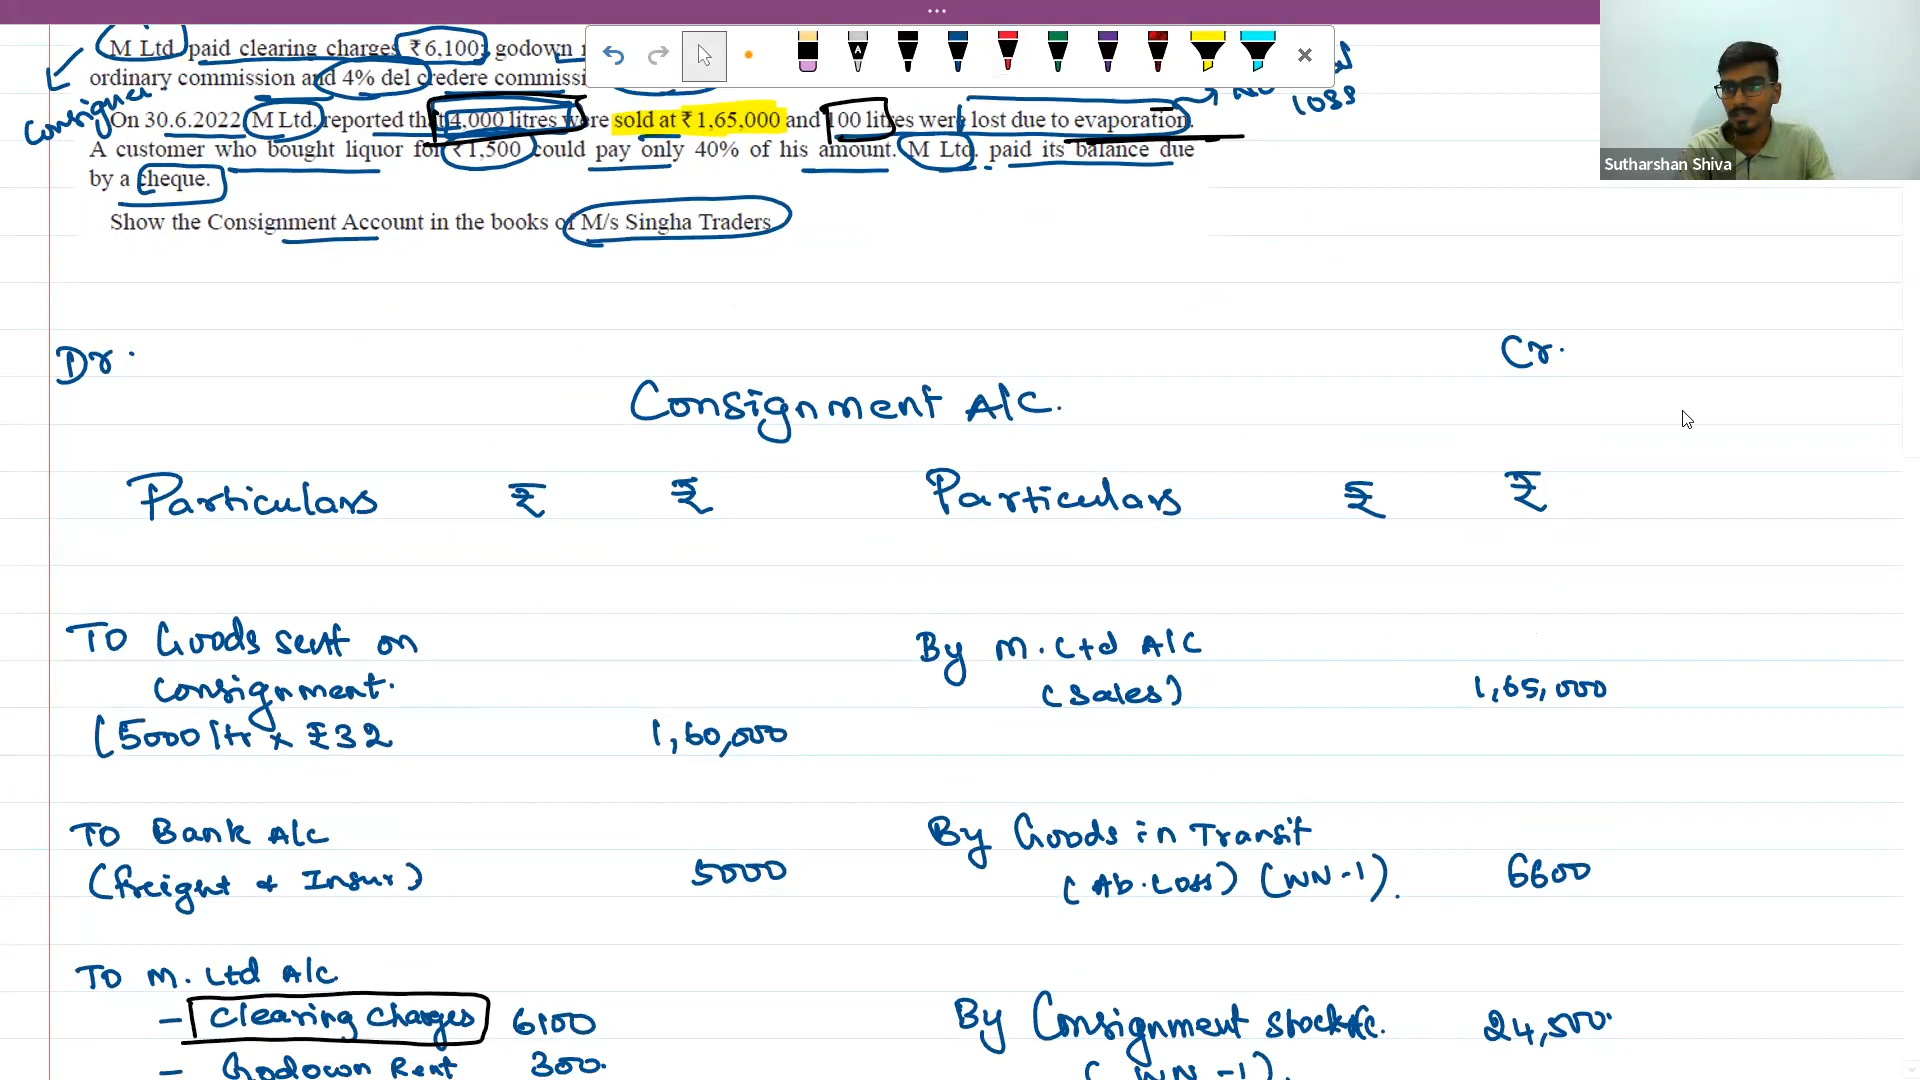 M Ltd. paid clearing charges ₹ 6,100; godown
ordinary commission and 4% del credere commissi
On 30.6.2022 M Ltd. reported that 4,000 litres were sold at ₹ 1,65,000 and 100 litres were lost due to evaporation.
loss
Consignee
A customer who bought liquor for ₹ 1,500 could pay only 40% of his amount. M Ltd. paid its balance due
by a cheque.
Show the Consignment Account in the books of M/s Singha Traders
Sutharshan Shiva
Dr. Cr.
Consignment A/c.
Particulars ₹ ₹ Particulars ₹ ₹
To Goods sent on By M. Ltd A/c
consignment. (Sales) 1,65,000
(5000 ltr x ₹32 1,60,000
To Bank A/c By Goods in Transit
(freight & Insur) 5000 (Ab. Loss) (WN-1). 6600
To M. Ltd A/c
- Clearing charges 6100 By Consignment stock A/c. 24,500.
- Godown Rent 300. (WN-1).